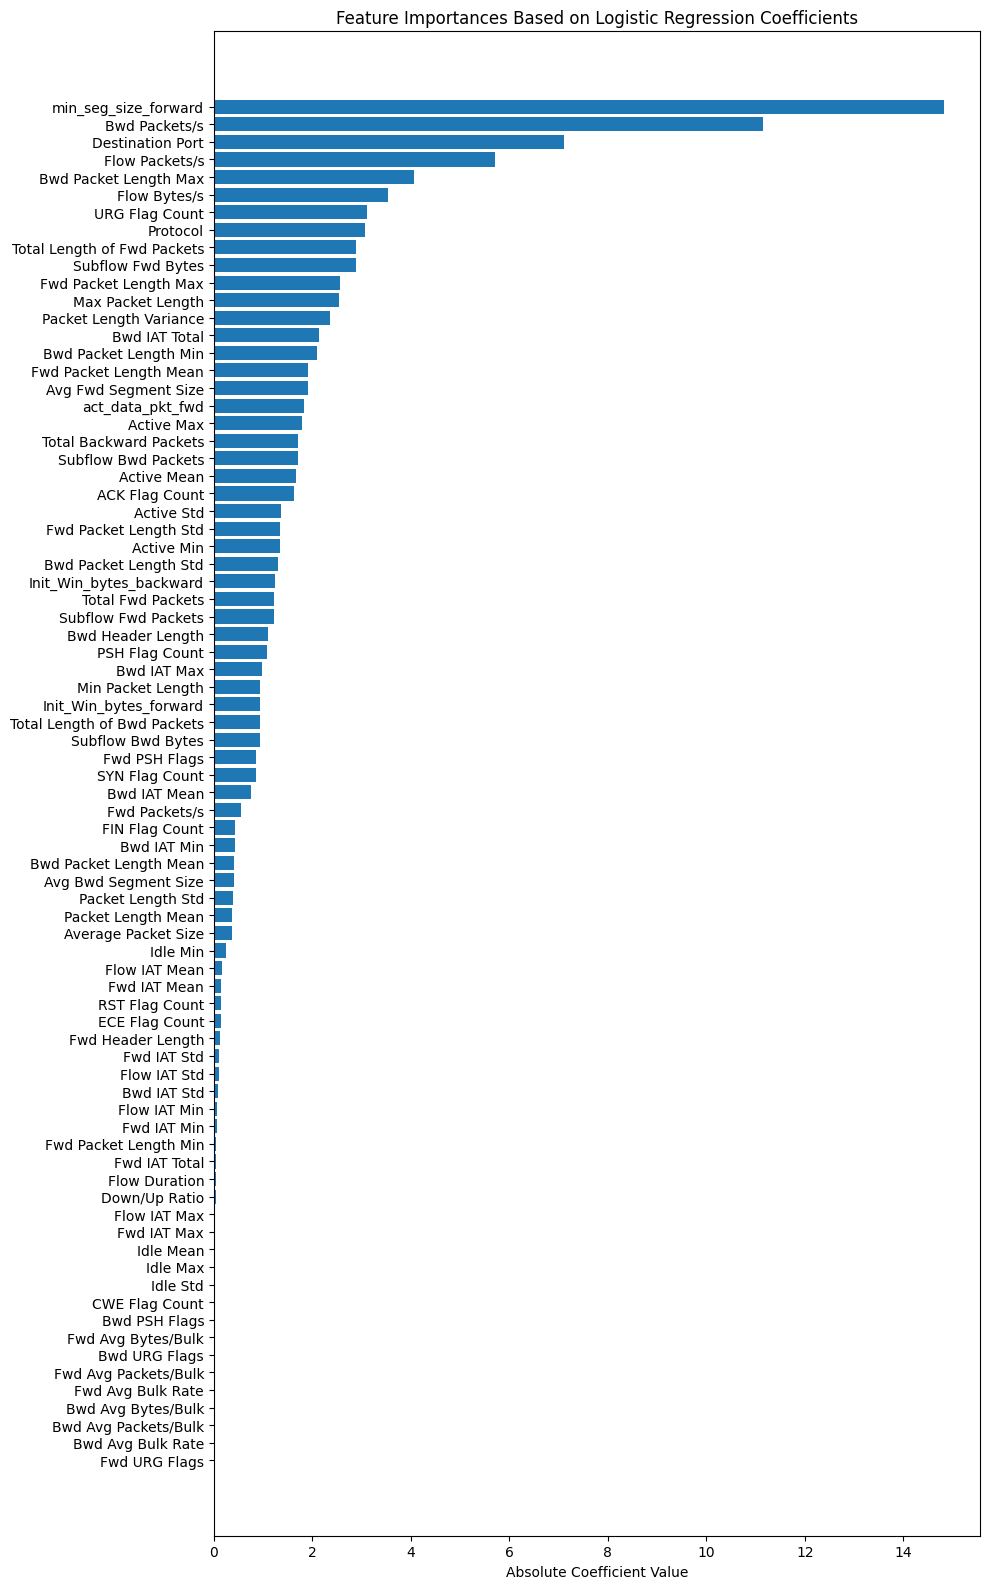 Feature Importances Based on Logistic Regression Coefficients
min_seg_size_forward
Bwd Packets/s
Destination Port
Flow Packets/s
Bwd Packet Length Max
Flow Bytes/s
URG Flag Count
Protocol
Total Length of Fwd Packets
Subflow Fwd Bytes
Fwd Packet Length Max
Max Packet Length
Packet Length Variance
Bwd IAT Total
Bwd Packet Length Min
Fwd Packet Length Mean
Avg Fwd Segment Size
act_data_pkt_fwd
Active Max
Total Backward Packets
Subflow Bwd Packets
Active Mean
ACK Flag Count
Active Std
Fwd Packet Length Std
Active Min
Bwd Packet Length Std
Init_Win_bytes_backward
Total Fwd Packets
Subflow Fwd Packets
Bwd Header Length
PSH Flag Count
Bwd IAT Max
Min Packet Length
Init_Win_bytes_forward
Total Length of Bwd Packets
Subflow Bwd Bytes
Fwd PSH Flags
SYN Flag Count
Bwd IAT Mean
Fwd Packets/s
FIN Flag Count
Bwd IAT Min
Bwd Packet Length Mean
Avg Bwd Segment Size
Packet Length Std
Packet Length Mean
Average Packet Size
Idle Min
Flow IAT Mean
Fwd IAT Mean
RST Flag Count
ECE Flag Count
Fwd Header Length
Fwd IAT Std
Flow IAT Std
Bwd IAT Std
Flow IAT Min
Fwd IAT Min
Fwd Packet Length Min
Fwd IAT Total
Flow Duration
Down/Up Ratio
Flow IAT Max
Fwd IAT Max
Idle Mean
Idle Max
Idle Std
CWE Flag Count
Bwd PSH Flags
Fwd Avg Bytes/Bulk
Bwd URG Flags
Fwd Avg Packets/Bulk
Fwd Avg Bulk Rate
Bwd Avg Bytes/Bulk
Bwd Avg Packets/Bulk
Bwd Avg Bulk Rate
Fwd URG Flags
0 2 4 6 8 10 12 14
Absolute Coefficient Value